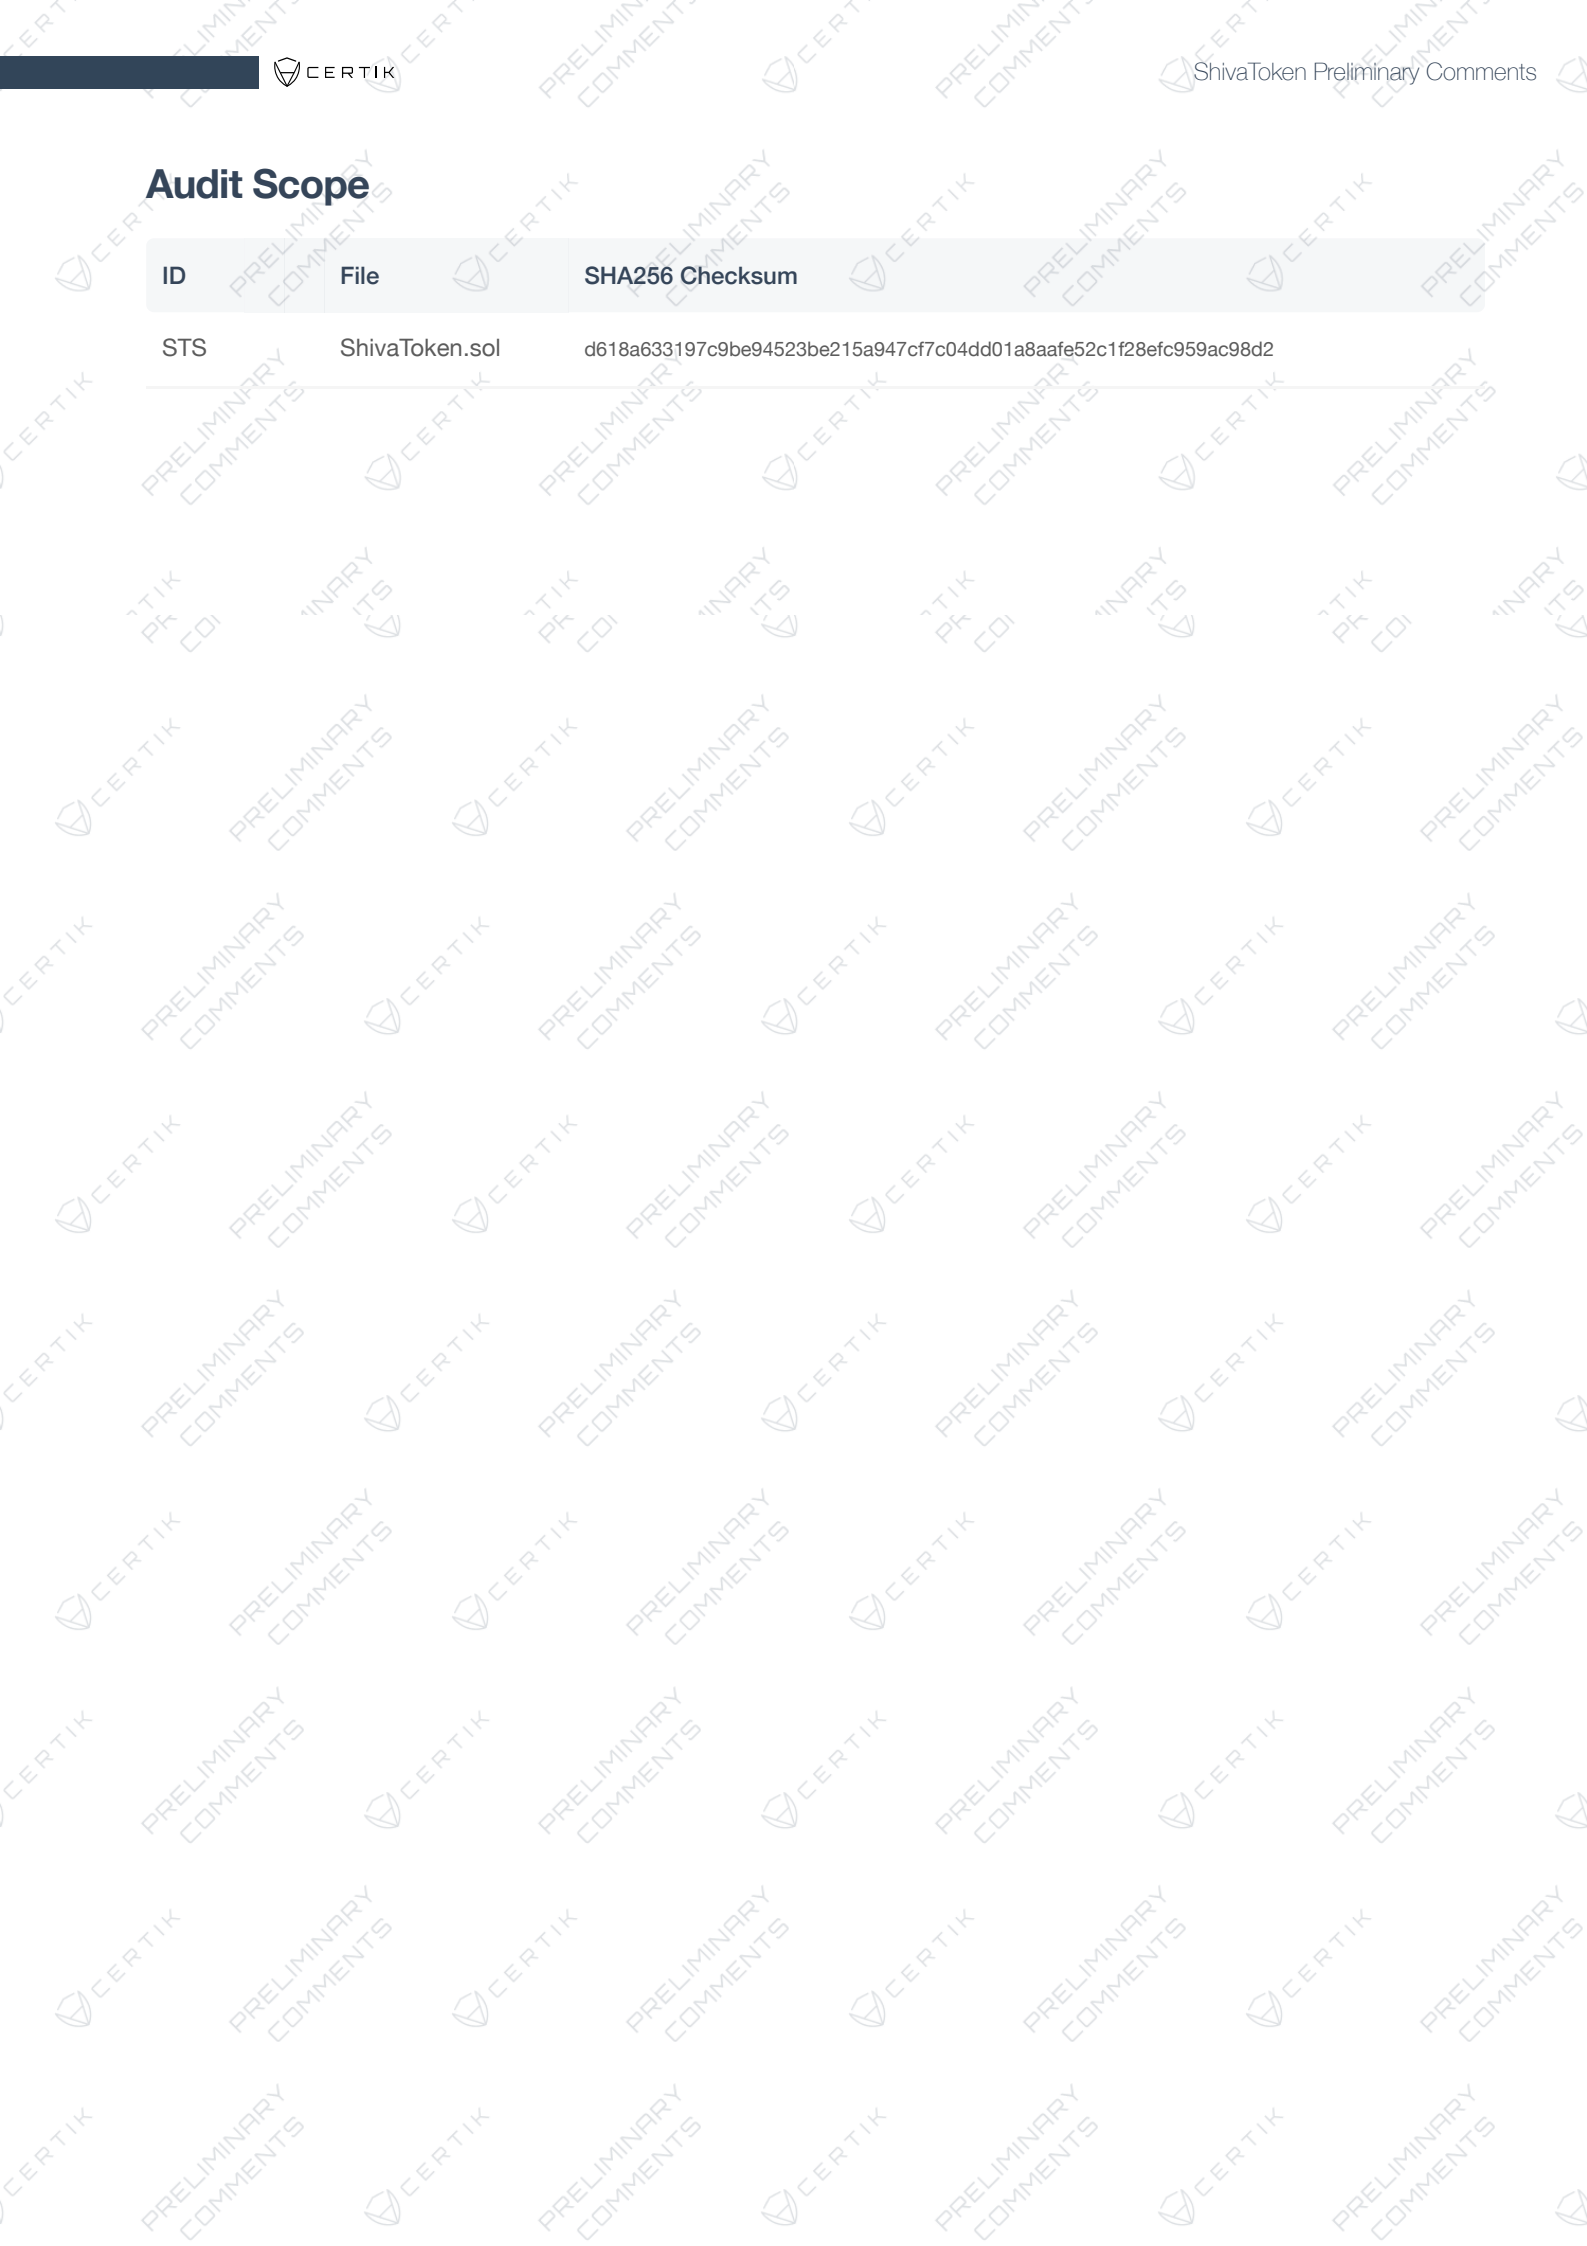 CERTIK
ShivaToken Preliminary Comments
Audit Scope
ID File SHA256 Checksum
STS ShivaToken.sol d618a633197c9be94523be215a947cf7c04dd01a8aafe52c1f28efc959ac98d2